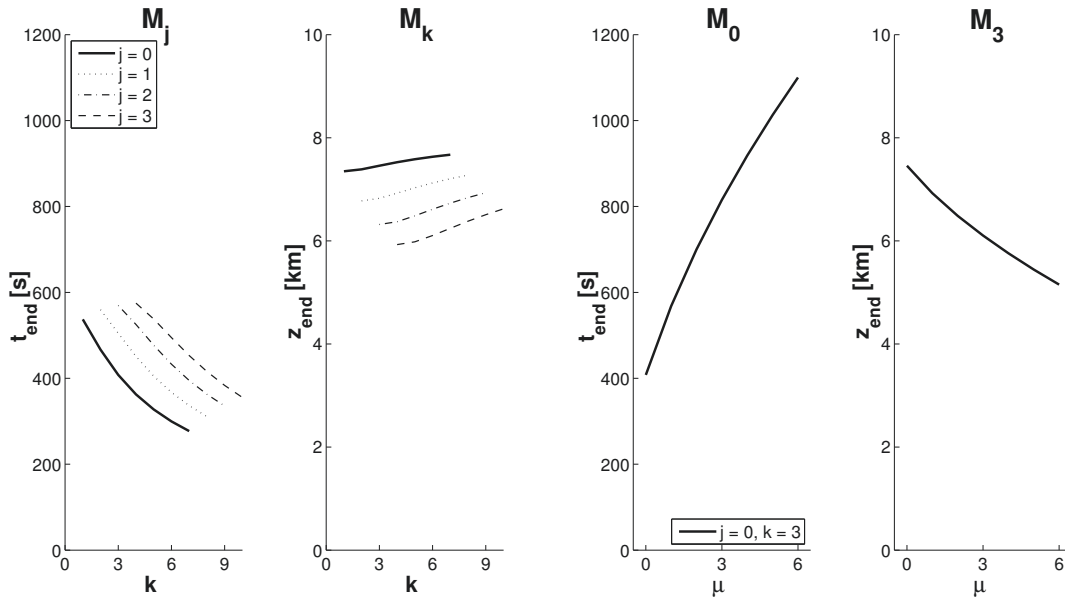 M_j
1200
1000
800
600
400
200
0
t_end [s]
0 3 6 9
k
j = 0
j = 1
j = 2
j = 3
M_k
10
8
6
4
2
0
z_end [km]
0 3 6 9
k
M_0
1200
1000
800
600
400
200
0
t_end [s]
0 3 6
μ
j = 0, k = 3
M_3
10
8
6
4
2
0
z_end [km]
0 3 6
μ